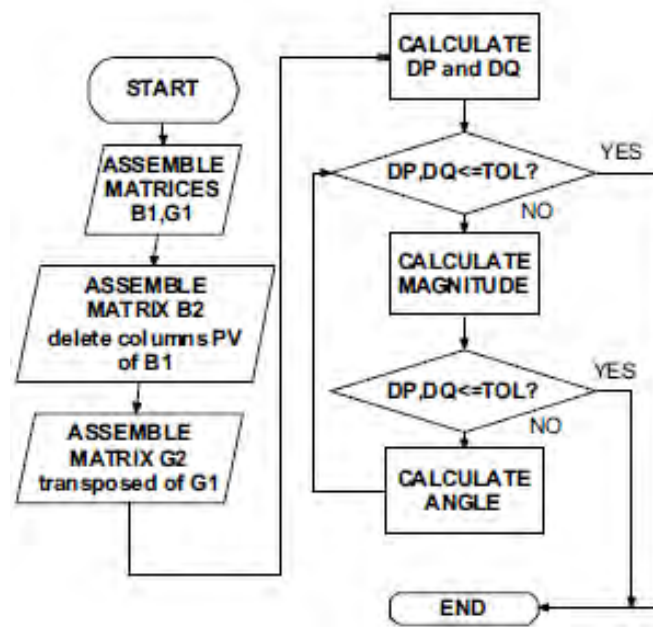 START
ASSEMBLE
MATRICES
B1,G1
ASSEMBLE
MATRIX B2
delete columns PV
of B1
ASSEMBLE
MATRIX G2
transposed of G1
CALCULATE
DP and DQ
DP,DQ<=TOL?
YES
NO
CALCULATE
MAGNITUDE
DP,DQ<=TOL?
YES
NO
CALCULATE
ANGLE
END